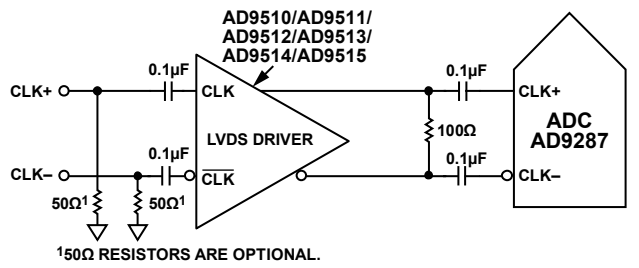 AD9510/AD9511/
AD9512/AD9513/
AD9514/AD9515
0.1µF
0.1µF
CLK+
CLK
CLK+
LVDS DRIVER
100Ω
ADC
AD9287
0.1µF
0.1µF
CLK–
C̅L̅K̅
CLK–
50Ω¹
50Ω¹
¹50Ω RESISTORS ARE OPTIONAL.